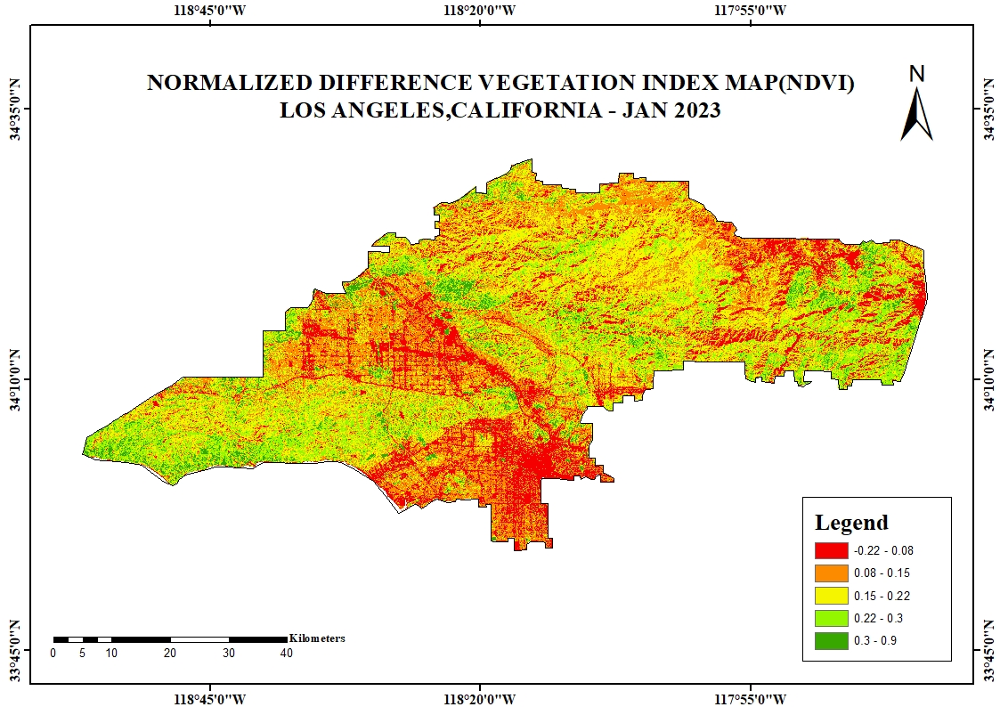 118°45'0"W 118°20'0"W 117°55'0"W
NORMALIZED DIFFERENCE VEGETATION INDEX MAP(NDVI)
LOS ANGELES,CALIFORNIA - JAN 2023
N
34°35'0"N 34°35'0"N
34°10'0"N 34°10'0"N
Legend
-0.22 - 0.08
0.08 - 0.15
0.15 - 0.22
0.22 - 0.3
0.3 - 0.9
33°45'0"N 33°45'0"N
Kilometers
0 5 10 20 30 40
118°45'0"W 118°20'0"W 117°55'0"W